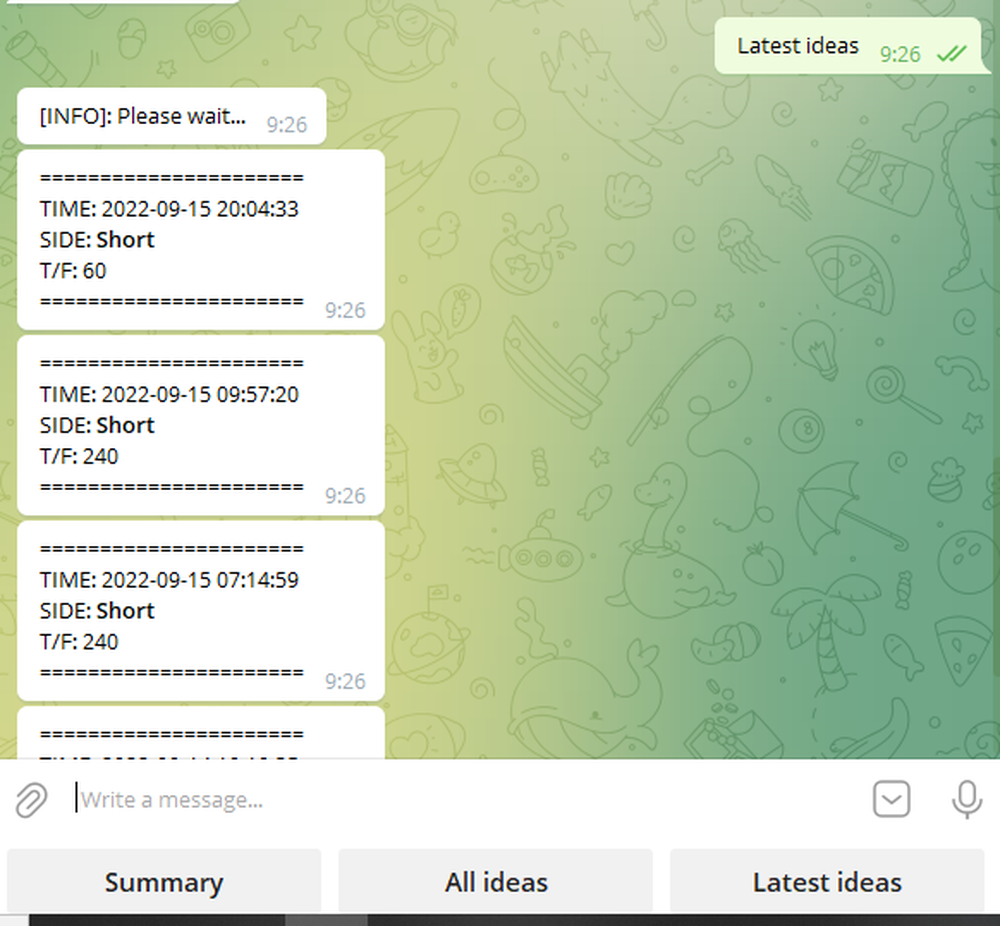 Latest ideas 9:26
[INFO]: Please wait... 9:26
======================
TIME: 2022-09-15 20:04:33
SIDE: Short
T/F: 60
====================== 9:26
======================
TIME: 2022-09-15 09:57:20
SIDE: Short
T/F: 240
====================== 9:26
======================
TIME: 2022-09-15 07:14:59
SIDE: Short
T/F: 240
====================== 9:26
======================
Write a message...
Summary All ideas Latest ideas